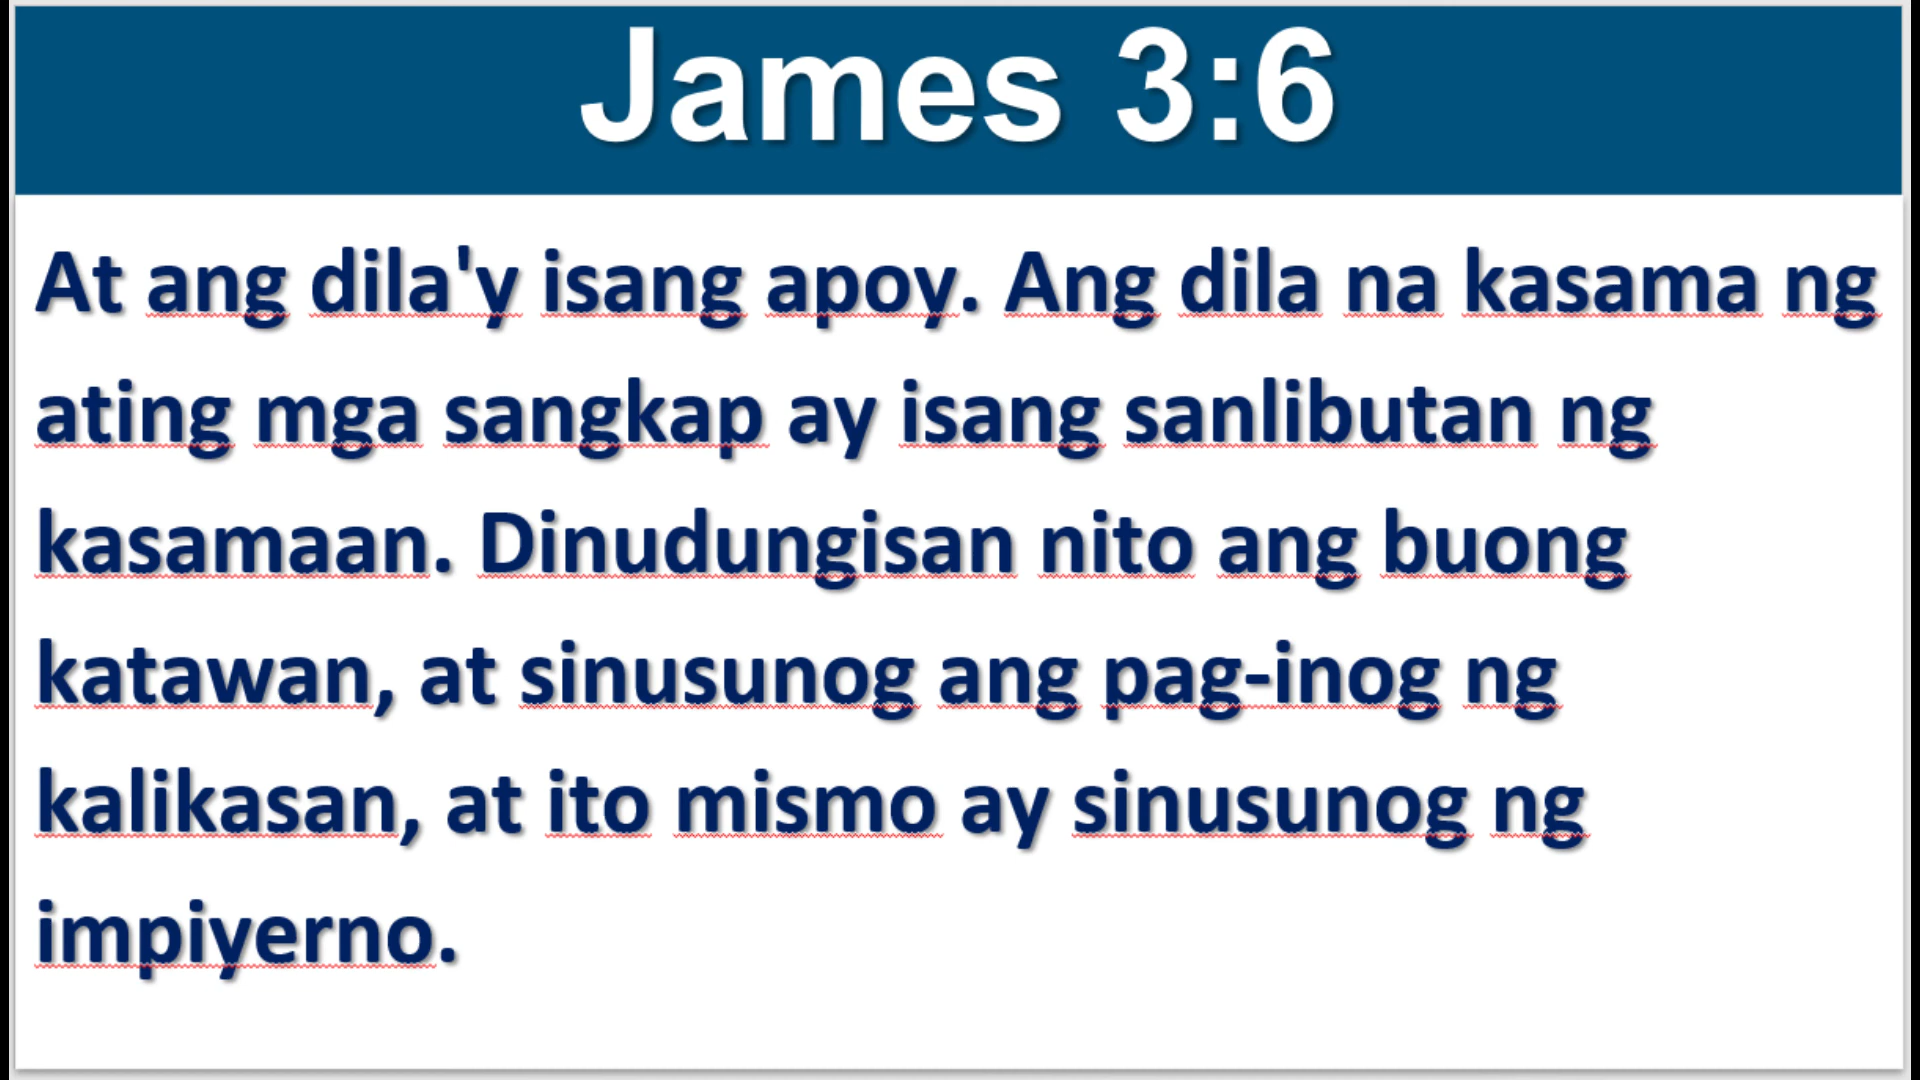 James 3:6
At ang dila'y isang apoy. Ang dila na kasama ng
ating mga sangkap ay isang sanlibutan ng
kasamaan. Dinudungisan nito ang buong
katawan, at sinusunog ang pag-inog ng
kalikasan, at ito mismo ay sinusunog ng
impiyerno.